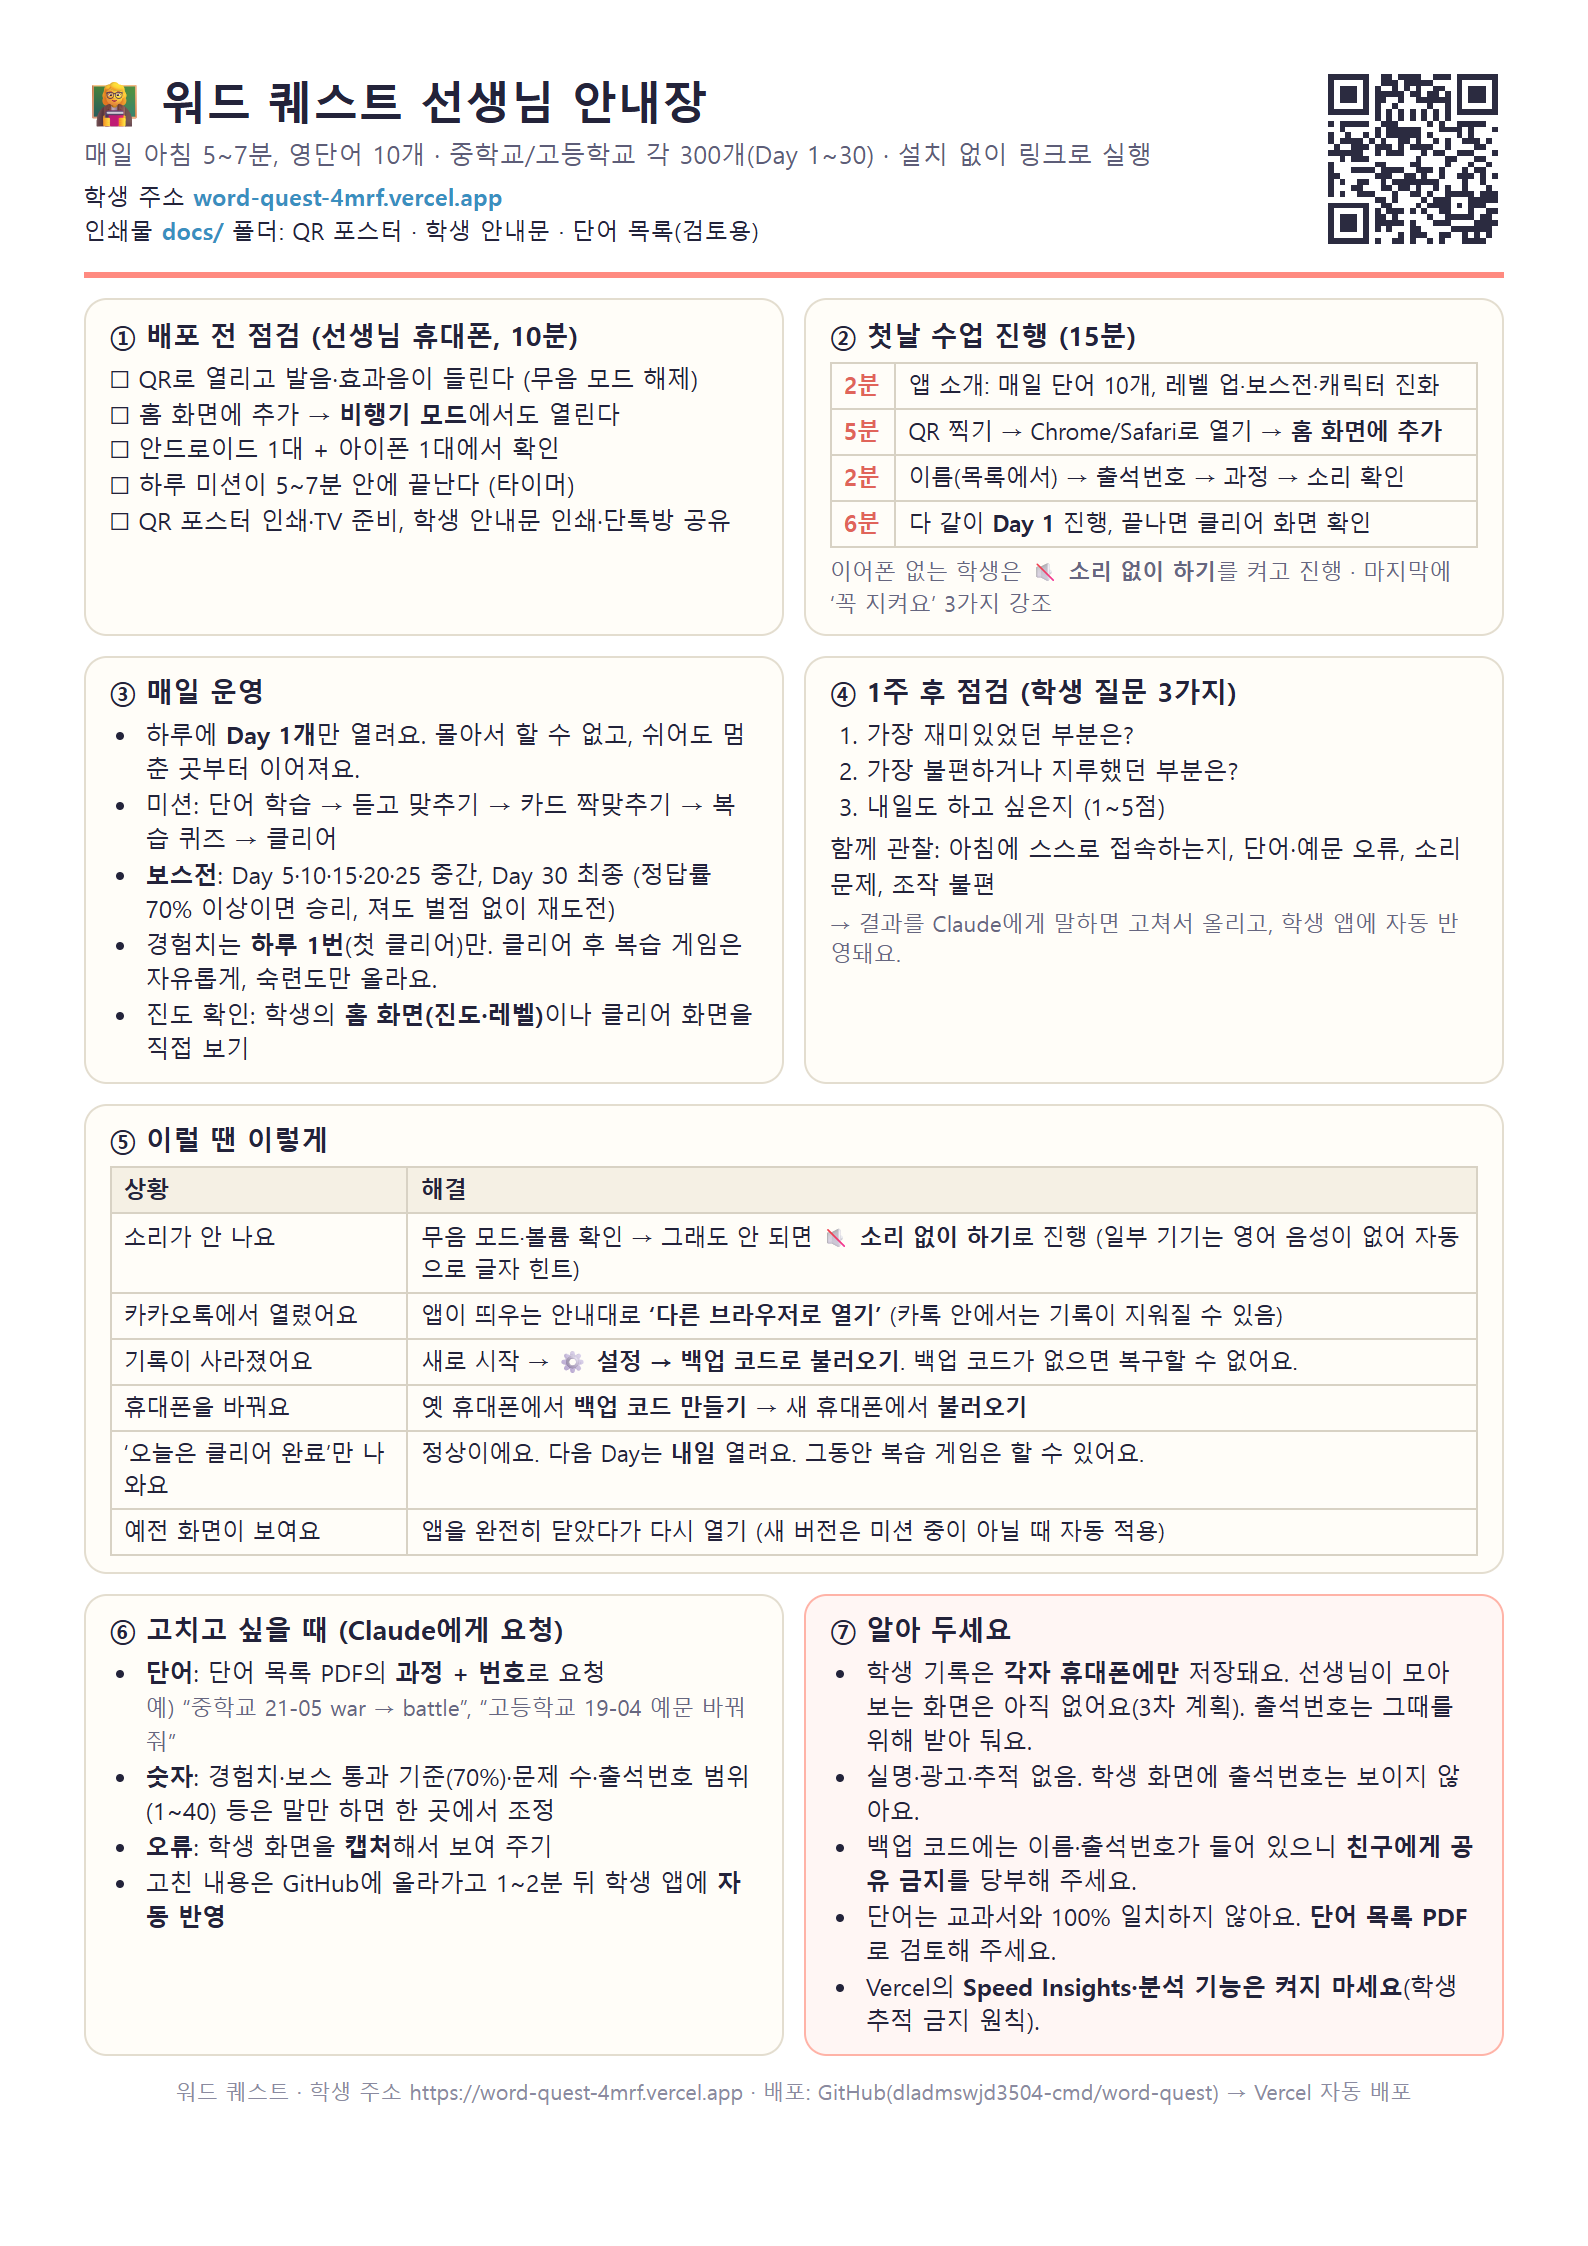 워드 퀘스트 선생님 안내장
매일 아침 5~7분, 영단어 10개 · 중학교/고등학교 각 300개(Day 1~30) · 설치 없이 링크로 실행
학생 주소 word-quest-4mrf.vercel.app
인쇄물 docs/ 폴더: QR 포스터 · 학생 안내문 · 단어 목록(검토용)
① 배포 전 점검 (선생님 휴대폰, 10분)
☐ QR로 열리고 발음·효과음이 들린다 (무음 모드 해제)
☐ 홈 화면에 추가 → 비행기 모드에서도 열린다
☐ 안드로이드 1대 + 아이폰 1대에서 확인
☐ 하루 미션이 5~7분 안에 끝난다 (타이머)
☐ QR 포스터 인쇄·TV 준비, 학생 안내문 인쇄·단톡방 공유
② 첫날 수업 진행 (15분)
2분 앱 소개: 매일 단어 10개, 레벨 업·보스전·캐릭터 진화
5분 QR 찍기 → Chrome/Safari로 열기 → 홈 화면에 추가
2분 이름(목록에서) → 출석번호 → 과정 → 소리 확인
6분 다 같이 Day 1 진행, 끝나면 클리어 화면 확인
이어폰 없는 학생은 🔇 소리 없이 하기를 켜고 진행 · 마지막에
‘꼭 지켜요’ 3가지 강조
③ 매일 운영
• 하루에 Day 1개만 열려요. 몰아서 할 수 없고, 쉬어도 멈
춘 곳부터 이어져요.
• 미션: 단어 학습 → 듣고 맞추기 → 카드 짝맞추기 → 복
습 퀴즈 → 클리어
• 보스전: Day 5·10·15·20·25 중간, Day 30 최종 (정답률
70% 이상이면 승리, 져도 벌점 없이 재도전)
• 경험치는 하루 1번(첫 클리어)만. 클리어 후 복습 게임은
자유롭게, 숙련도만 올라요.
• 진도 확인: 학생의 홈 화면(진도·레벨)이나 클리어 화면을
직접 보기
④ 1주 후 점검 (학생 질문 3가지)
1. 가장 재미있었던 부분은?
2. 가장 불편하거나 지루했던 부분은?
3. 내일도 하고 싶은지 (1~5점)
함께 관찰: 아침에 스스로 접속하는지, 단어·예문 오류, 소리
문제, 조작 불편
→ 결과를 Claude에게 말하면 고쳐서 올리고, 학생 앱에 자동 반
영돼요.
⑤ 이럴 땐 이렇게
상황 해결
소리가 안 나요 무음 모드·볼륨 확인 → 그래도 안 되면 🔇 소리 없이 하기로 진행 (일부 기기는 영어 음성이 없어 자동
으로 글자 힌트)
카카오톡에서 열렸어요 앱이 띄우는 안내대로 ‘다른 브라우저로 열기’ (카톡 안에서는 기록이 지워질 수 있음)
기록이 사라졌어요 새로 시작 → ⚙️ 설정 → 백업 코드로 불러오기. 백업 코드가 없으면 복구할 수 없어요.
휴대폰을 바꿔요 옛 휴대폰에서 백업 코드 만들기 → 새 휴대폰에서 불러오기
‘오늘은 클리어 완료’만 나 정상이에요. 다음 Day는 내일 열려요. 그동안 복습 게임은 할 수 있어요.
와요
예전 화면이 보여요 앱을 완전히 닫았다가 다시 열기 (새 버전은 미션 중이 아닐 때 자동 적용)
⑥ 고치고 싶을 때 (Claude에게 요청)
• 단어: 단어 목록 PDF의 과정 + 번호로 요청
예) “중학교 21-05 war → battle”, “고등학교 19-04 예문 바꿔
줘”
• 숫자: 경험치·보스 통과 기준(70%)·문제 수·출석번호 범위
(1~40) 등은 말만 하면 한 곳에서 조정
• 오류: 학생 화면을 캡처해서 보여 주기
• 고친 내용은 GitHub에 올라가고 1~2분 뒤 학생 앱에 자
동 반영
⑦ 알아 두세요
• 학생 기록은 각자 휴대폰에만 저장돼요. 선생님이 모아
보는 화면은 아직 없어요(3차 계획). 출석번호는 그때를
위해 받아 둬요.
• 실명·광고·추적 없음. 학생 화면에 출석번호는 보이지 않
아요.
• 백업 코드에는 이름·출석번호가 들어 있으니 친구에게 공
유 금지를 당부해 주세요.
• 단어는 교과서와 100% 일치하지 않아요. 단어 목록 PDF
로 검토해 주세요.
• Vercel의 Speed Insights·분석 기능은 켜지 마세요(학생
추적 금지 원칙).
워드 퀘스트 · 학생 주소 https://word-quest-4mrf.vercel.app · 배포: GitHub(dladmswjd3504-cmd/word-quest) → Vercel 자동 배포